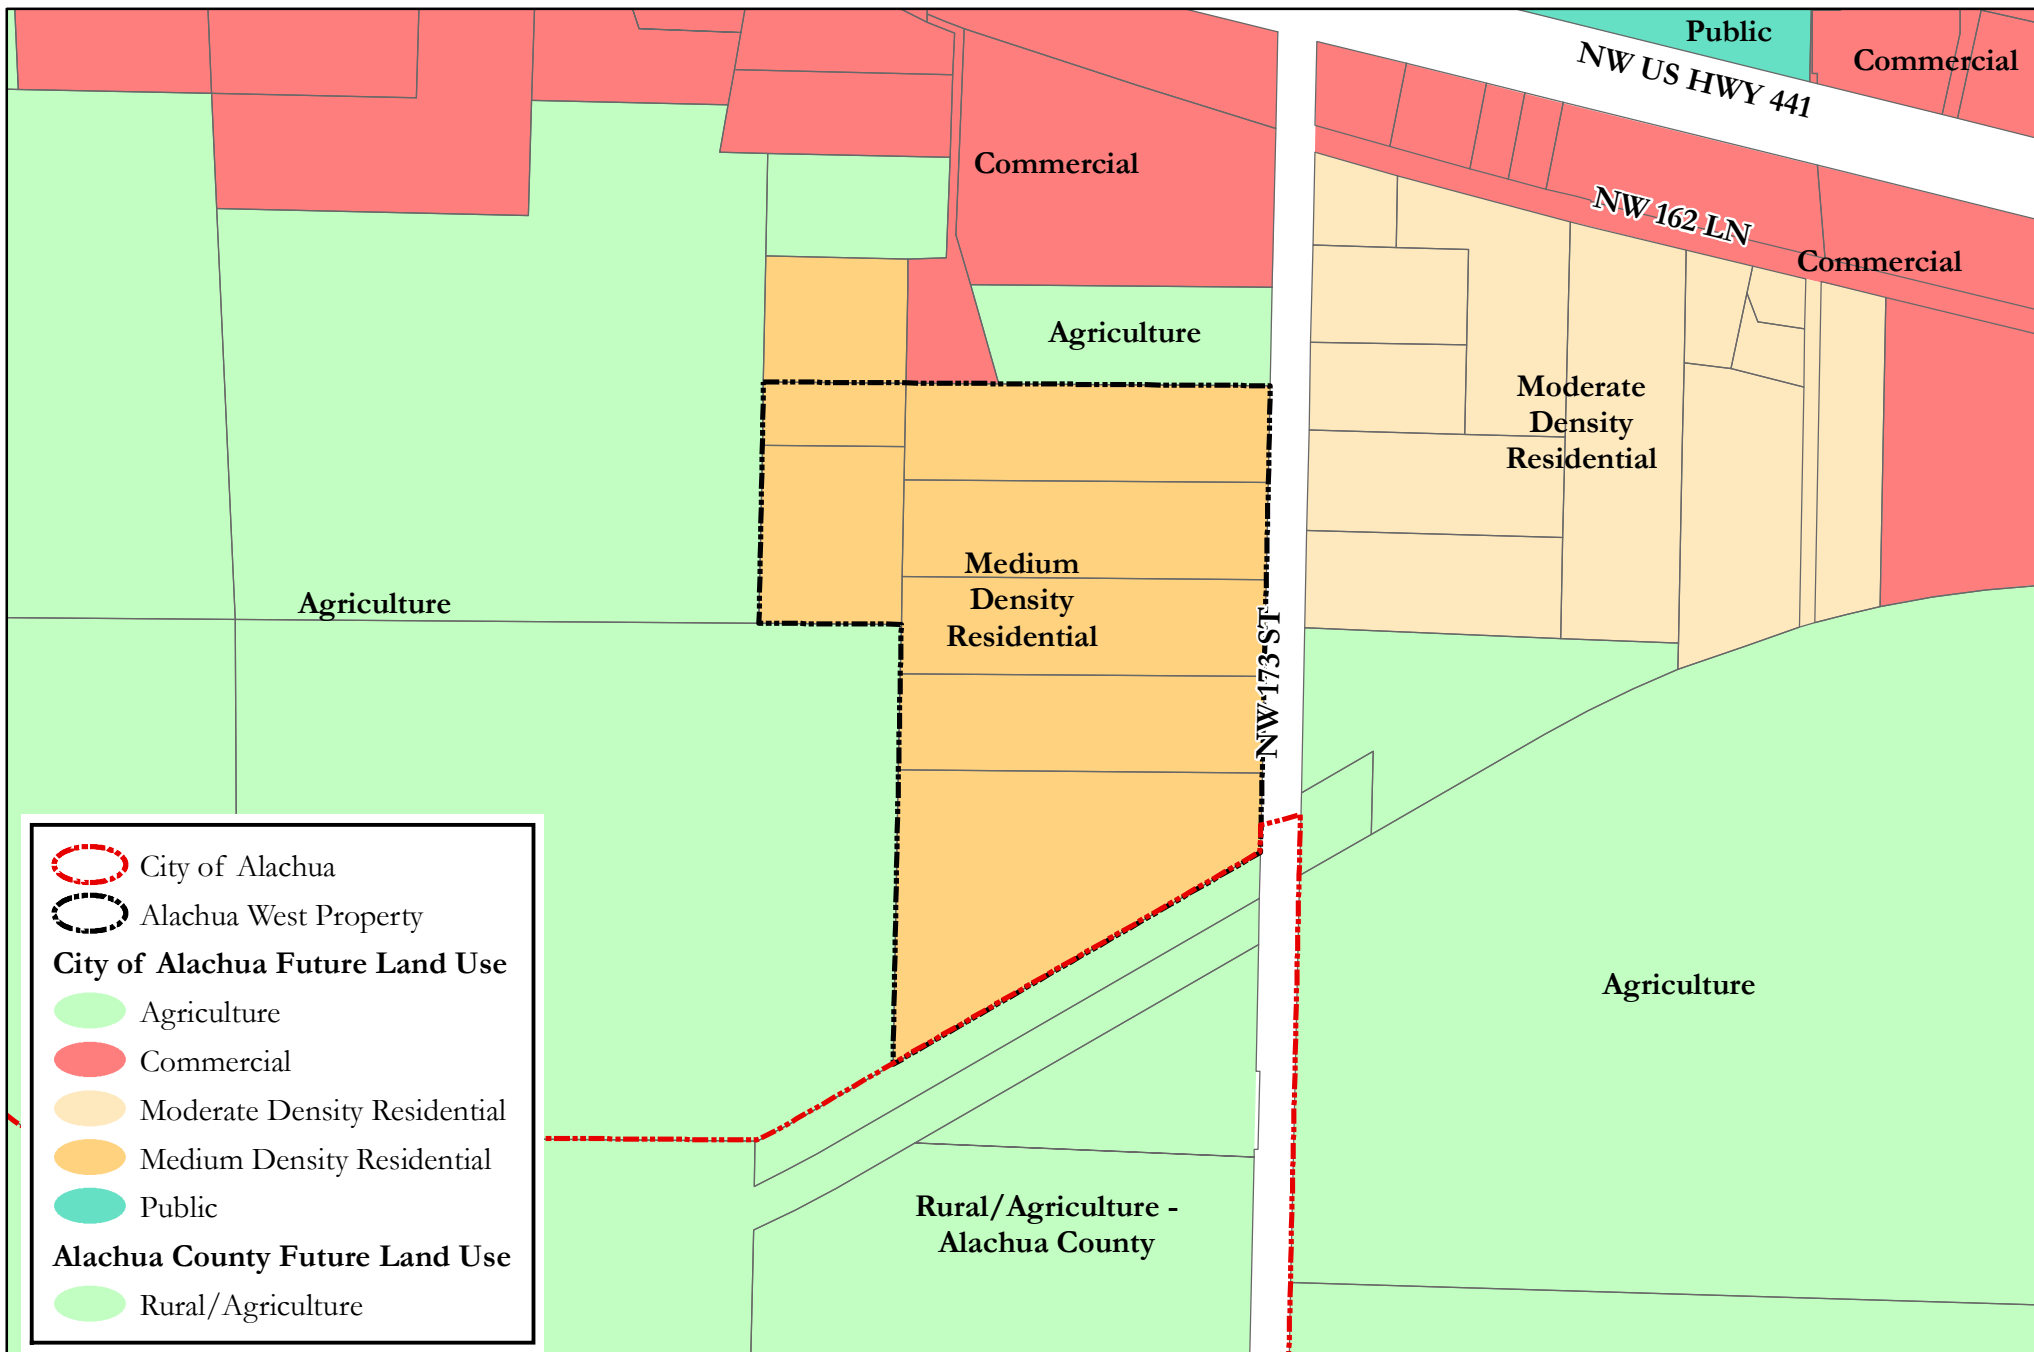 Public
Commercial
NW US HWY 441
Commercial
NW 162 LN
Commercial
Agriculture
Moderate
Density
Residential
Medium
Density
Residential
Agriculture
NW 173 ST
Agriculture
Rural/Agriculture -
Alachua County
City of Alachua
Alachua West Property
City of Alachua Future Land Use
Agriculture
Commercial
Moderate Density Residential
Medium Density Residential
Public
Alachua County Future Land Use
Rural/Agriculture